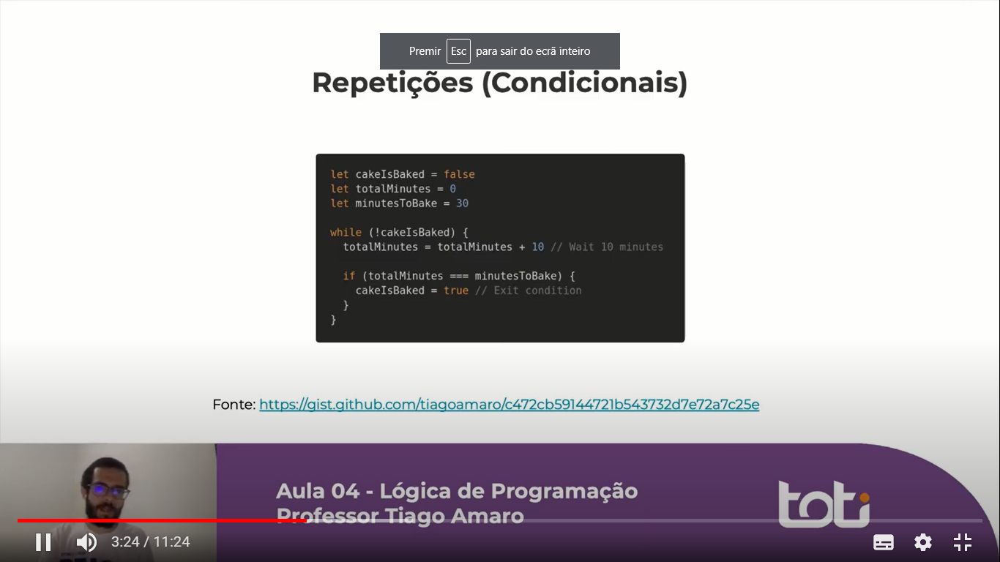 Premir Esc para sair do ecrã inteiro
Repetições (Condicionais)
let cakeIsBaked = false
let totalMinutes = 0
let minutesToBake = 30
while (!cakeIsBaked) {
totalMinutes = totalMinutes + 10 // Wait 10 minutes
if (totalMinutes === minutesToBake) {
cakeIsBaked = true // Exit condition
}
}
Fonte: https://gist.github.com/tiagoamaro/c472cb59144721b543732d7e72a7c25e
Aula 04 - Lógica de Programação
Professor Tiago Amaro
toti
3:24 / 11:24